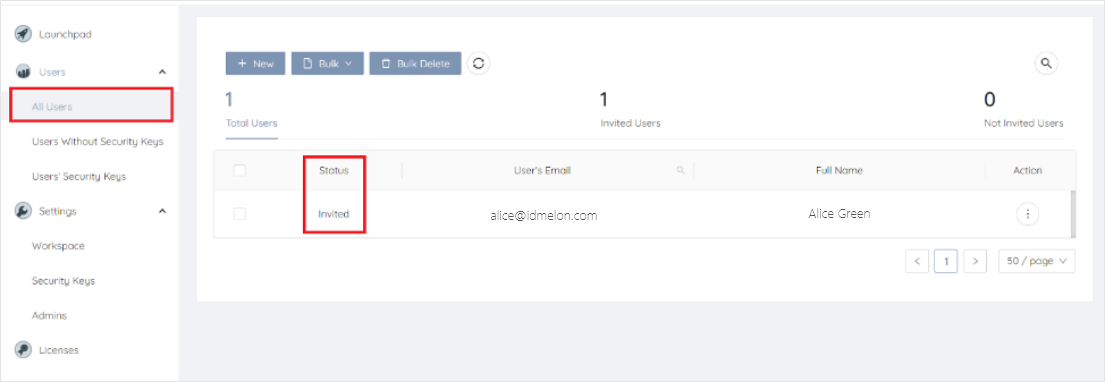 Launchpad
Users
All Users
Users Without Security Keys
Users' Security Keys
Settings
Workspace
Security Keys
Admins
Licenses
+ New Bulk Bulk Delete
1 1 0
Total Users Invited Users Not Invited Users
Status User's Email Full Name Action
Invited alice@idmelon.com Alice Green
< 1 > 50 / page